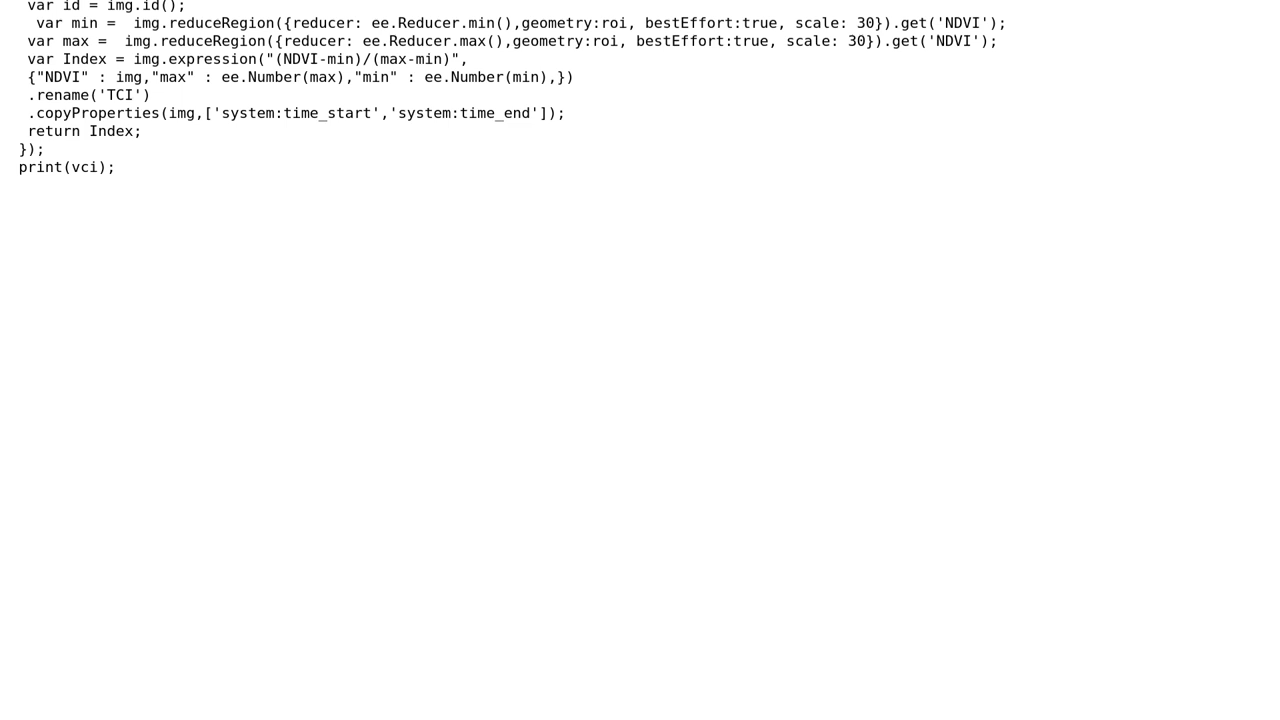 var id = img.id();
var min =  img.reduceRegion({reducer: ee.Reducer.min(),geometry:roi, bestEffort:true, scale: 30}).get('NDVI');
var max =  img.reduceRegion({reducer: ee.Reducer.max(),geometry:roi, bestEffort:true, scale: 30}).get('NDVI');
var Index = img.expression("(NDVI-min)/(max-min)",
{"NDVI" : img,"max" : ee.Number(max),"min" : ee.Number(min),})
.rename('TCI')
.copyProperties(img,['system:time_start','system:time_end']);
return Index;
});
print(vci);